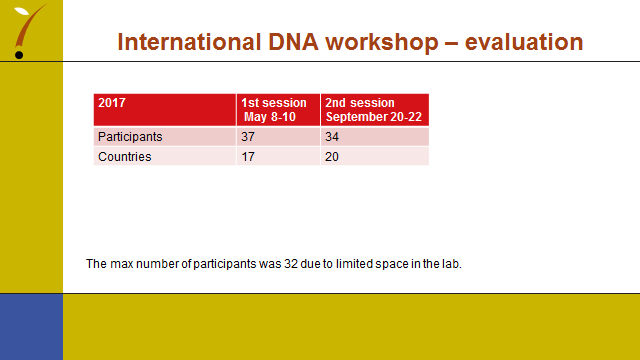 International DNA workshop – evaluation
2017 1st session 2nd session
May 8-10 September 20-22
Participants 37 34
Countries 17 20
The max number of participants was 32 due to limited space in the lab.